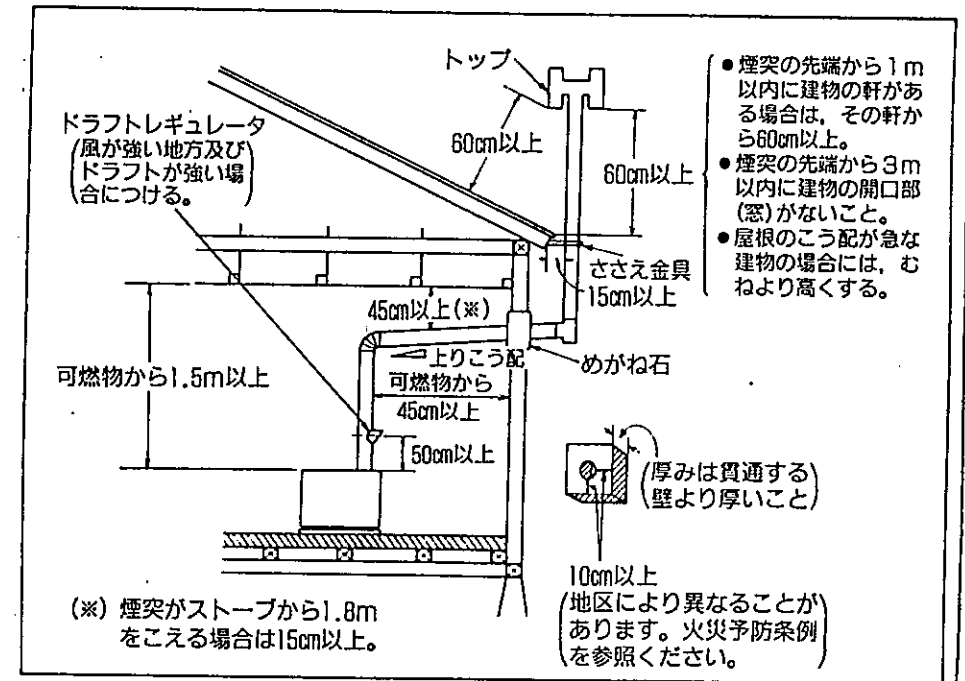 トップ
ドラフトレギュレータ
(風が強い地方及び
ドラフトが強い場
合につける。)
60cm以上
60cm以上
●煙突の先端から1m
以内に建物の軒があ
る場合は，その軒か
ら60cm以上。
●煙突の先端から3m
以内に建物の開口部
(窓)がないこと。
●屋根のこう配が急な
建物の場合には，む
ねより高くする。
ささえ金具
15cm以上
45cm以上(※)
上りこう配
めがね石
可燃物から1.5m以上
可燃物から
45cm以上
50cm以上
(厚みは貫通する
壁より厚いこと)
10cm以上
(地区により異なることが
あります。火災予防条例
を参照ください。)
(※) 煙突がストーブから1.8m
をこえる場合は15cm以上。